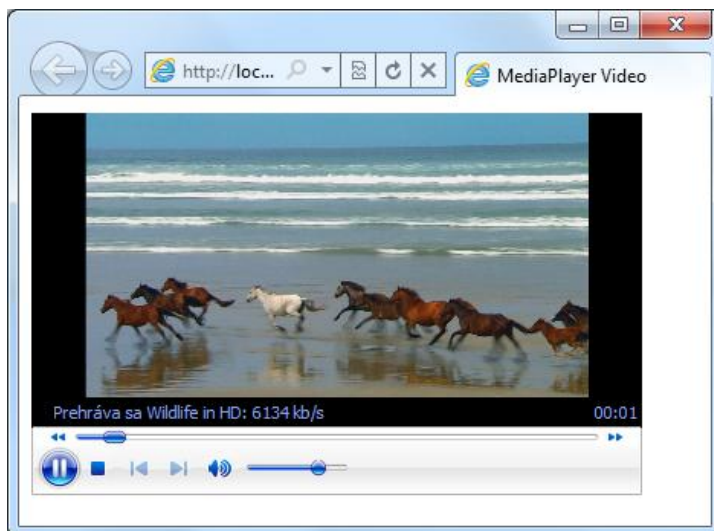 http://loc...
MediaPlayer Video
Prehráva sa Wildlife in HD: 6134 kb/s
00:01